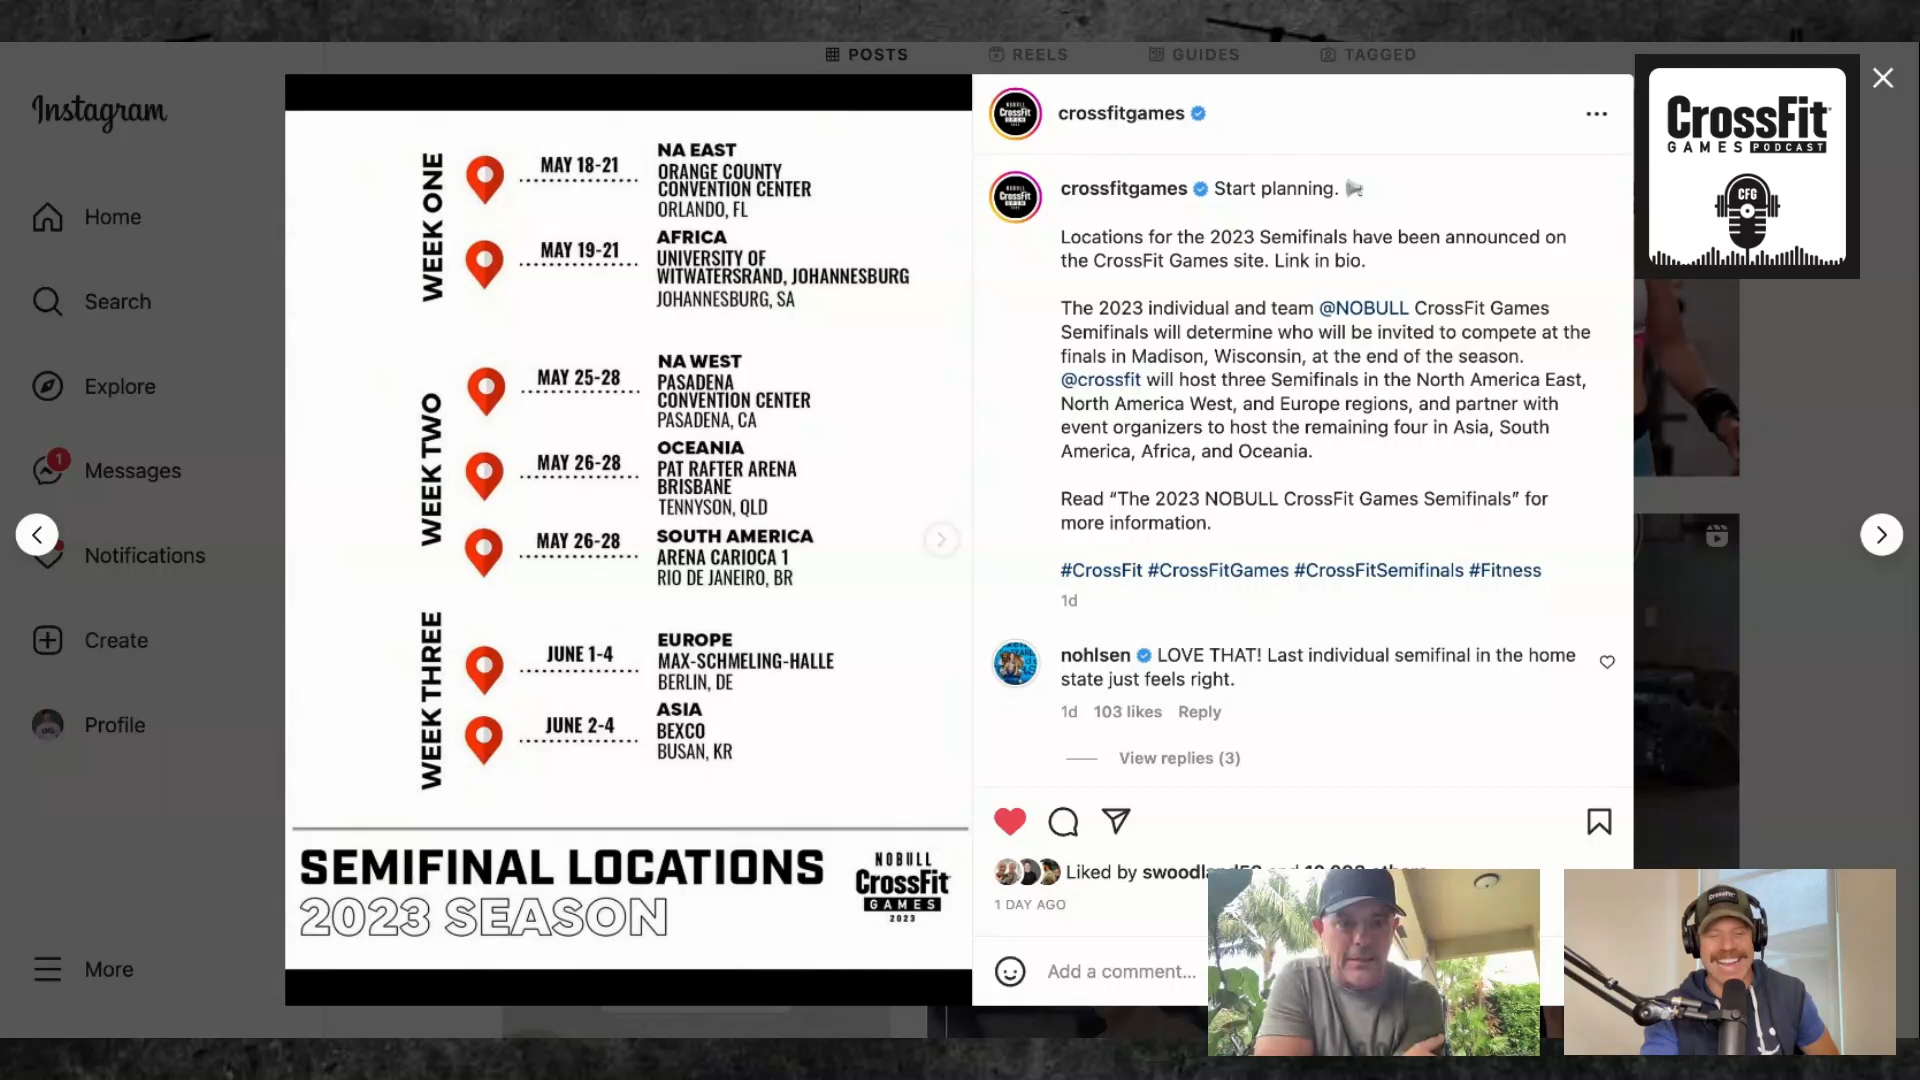 POSTS
REELS
GUIDES
TAGGED
Instagram
Home
Search
Explore
1
Messages
Notifications
Create
Profile
More
WEEK ONE
MAY 18-21
NA EAST
ORANGE COUNTY
CONVENTION CENTER
ORLANDO, FL
MAY 19-21
AFRICA
UNIVERSITY OF
WITWATERSRAND, JOHANNESBURG
JOHANNESBURG, SA
WEEK TWO
MAY 25-28
NA WEST
PASADENA
CONVENTION CENTER
PASADENA, CA
MAY 26-28
OCEANIA
PAT RAFTER ARENA
BRISBANE
TENNYSON, QLD
MAY 26-28
SOUTH AMERICA
ARENA CARIOCA 1
RIO DE JANEIRO, BR
WEEK THREE
JUNE 1-4
EUROPE
MAX-SCHMELING-HALLE
BERLIN, DE
JUNE 2-4
ASIA
BEXCO
BUSAN, KR
SEMIFINAL LOCATIONS
2023 SEASON
NOBULL
CrossFit
GAMES
2023
crossfitgames
crossfitgames Start planning.
Locations for the 2023 Semifinals have been announced on
the CrossFit Games site. Link in bio.
The 2023 individual and team @NOBULL CrossFit Games
Semifinals will determine who will be invited to compete at the
finals in Madison, Wisconsin, at the end of the season.
@crossfit will host three Semifinals in the North America East,
North America West, and Europe regions, and partner with
event organizers to host the remaining four in Asia, South
America, Africa, and Oceania.
Read “The 2023 NOBULL CrossFit Games Semifinals” for
more information.
#CrossFit #CrossFitGames #CrossFitSemifinals #Fitness
1d
nohlsen LOVE THAT! Last individual semifinal in the home
state just feels right.
1d 103 likes Reply
View replies (3)
Liked by
1 DAY AGO
Add a comment...
CrossFit
GAMES PODCAST
CFG